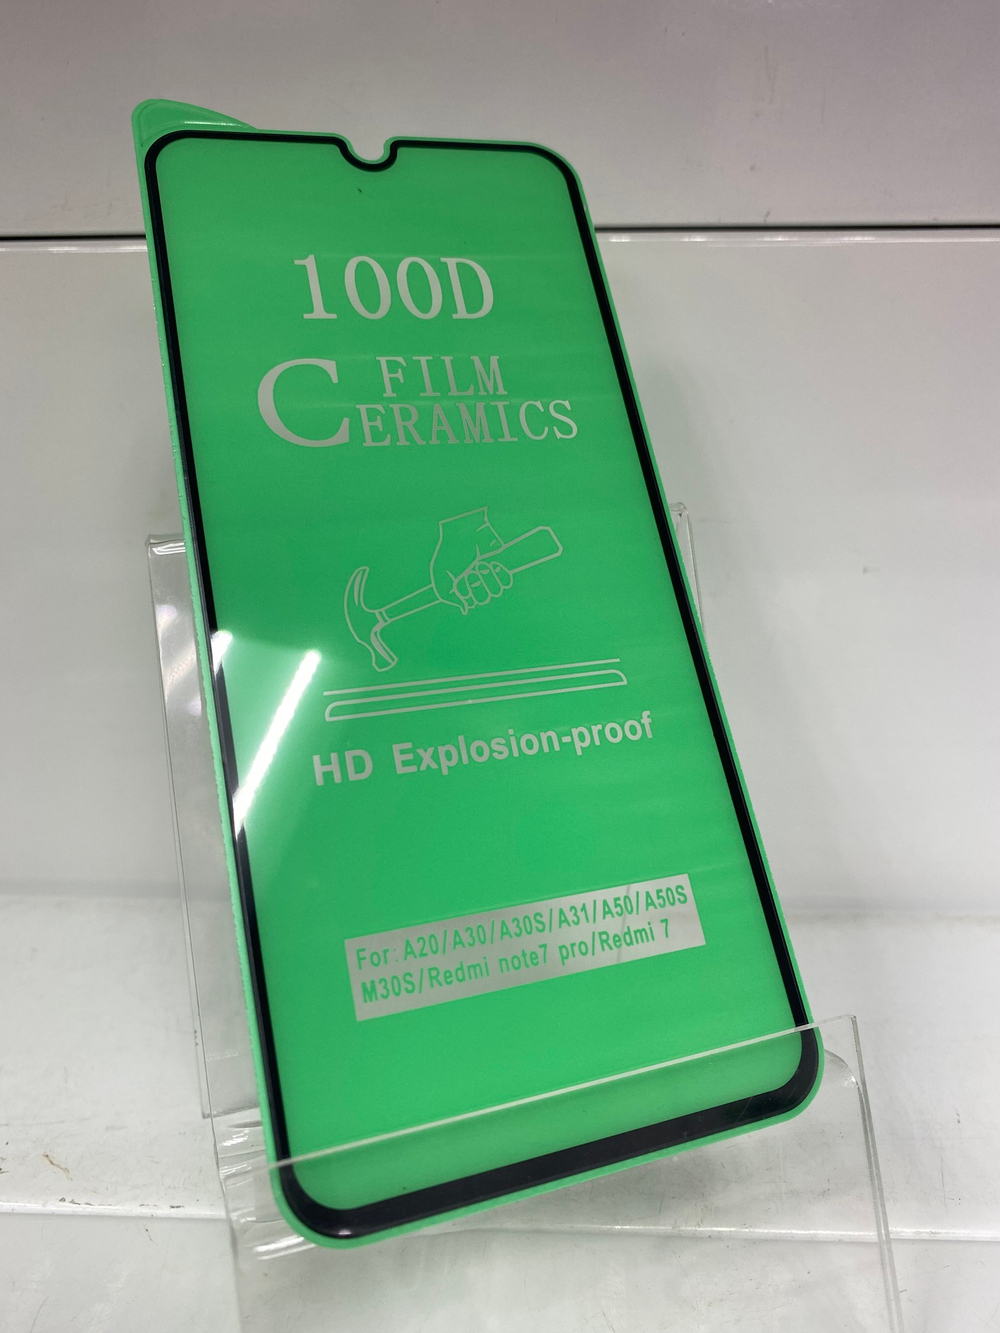 100D
FILM
CERAMICS
HD Explosion-proof
For: A20/A30/A30S/A31/A50/A50S
M30S/Redmi note7 pro/Redmi 7